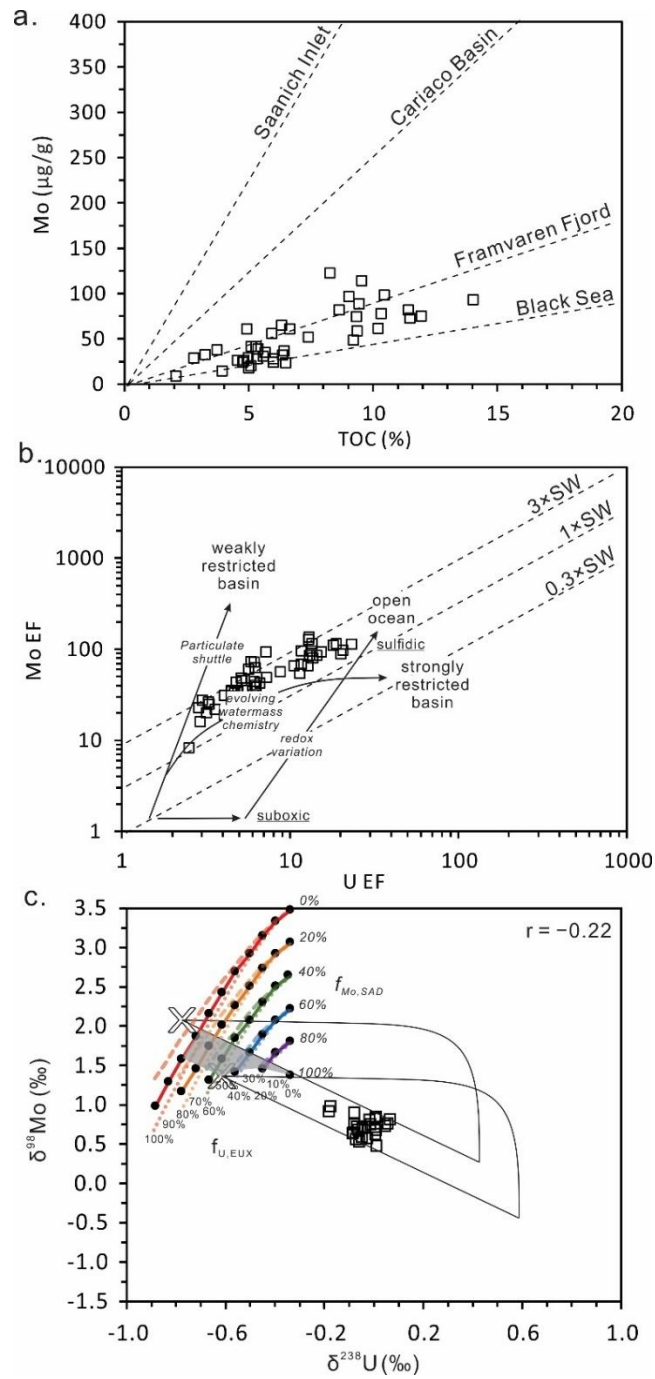 a.
400
350
300
250
200
150
100
50
0
Mo (µg/g)
Saanich Inlet
Cariaco Basin
Framvaren Fjord
Black Sea
0
5
10
15
20
TOC (%)
b.
10000
1000
100
10
1
Mo EF
3×SW
1×SW
0.3×SW
weakly
restricted
basin
open
ocean
Particulate
shuttle
sulfidic
strongly
restricted
basin
evolving
watermass
chemistry
redox
variation
suboxic
1
10
100
1000
U EF
c.
3.5
3.0
2.5
2.0
1.5
1.0
0.5
0.0
-0.5
-1.0
-1.5
δ98Mo (‰)
r = −0.22
0%
20%
40%
60%
80%
100%
fMo,SAD
30%
10%
70%
40%
20%
0%
80%
60%
90%
100%
fU,EUX
-1.0
-0.6
-0.2
0.2
0.6
1.0
δ238U (‰)